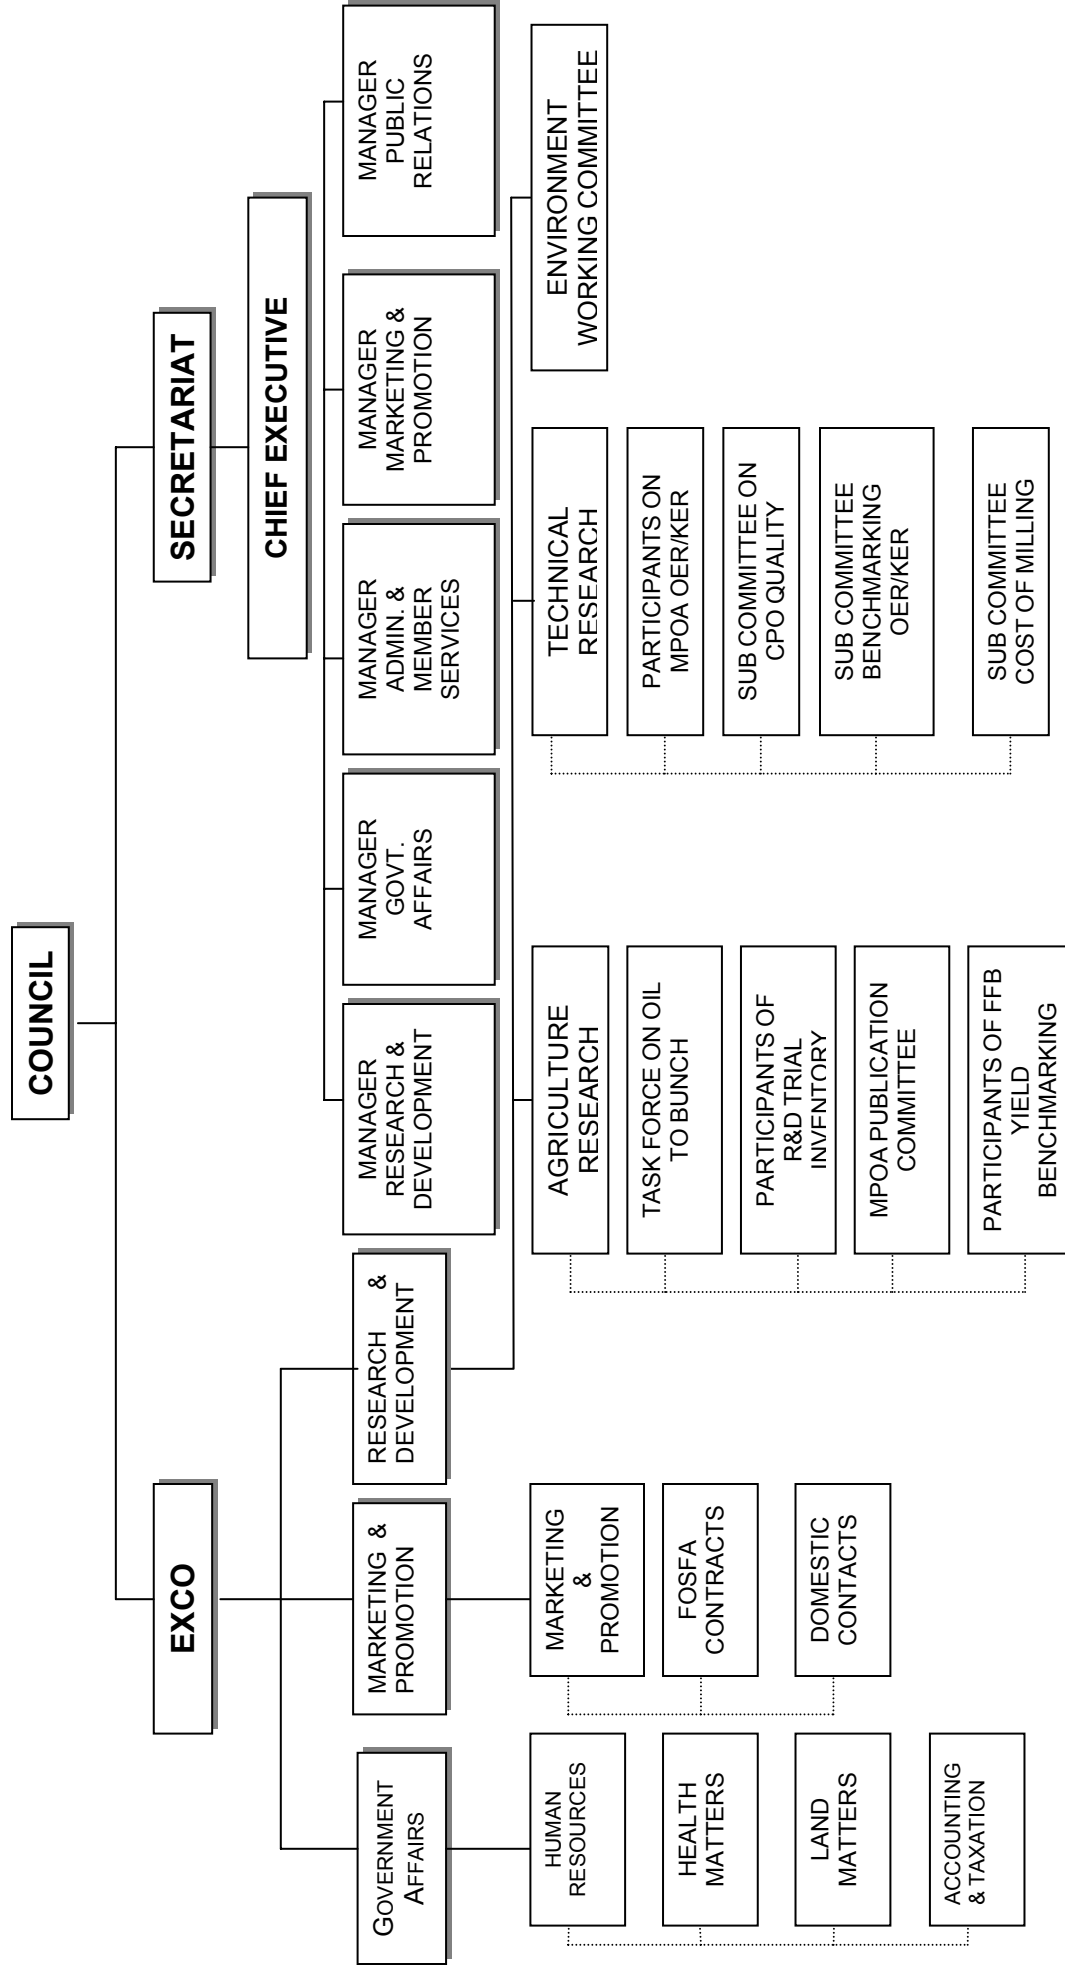 COUNCIL
EXCO
SECRETARIAT
CHIEF EXECUTIVE
GOVERNMENT
AFFAIRS
MARKETING &
PROMOTION
RESEARCH &
DEVELOPMENT
MANAGER
RESEARCH &
DEVELOPMENT
MANAGER
GOVT.
AFFAIRS
MANAGER
ADMIN. &
MEMBER
SERVICES
MANAGER
MARKETING &
PROMOTION
MANAGER
PUBLIC
RELATIONS
HUMAN
RESOURCES
HEALTH
MATTERS
LAND
MATTERS
ACCOUNTING
& TAXATION
MARKETING
&
PROMOTION
FOSFA
CONTRACTS
DOMESTIC
CONTACTS
AGRICULTURE
RESEARCH
TASK FORCE ON OIL
TO BUNCH
PARTICIPANTS OF
R&D TRIAL
INVENTORY
MPOA PUBLICATION
COMMITTEE
PARTICIPANTS OF FFB
YIELD
BENCHMARKING
TECHNICAL
RESEARCH
PARTICIPANTS ON
MPOA OER/KER
SUB COMMITTEE ON
CPO QUALITY
SUB COMMITTEE
BENCHMARKING
OER/KER
SUB COMMITTEE
COST OF MILLING
ENVIRONMENT
WORKING COMMITTEE